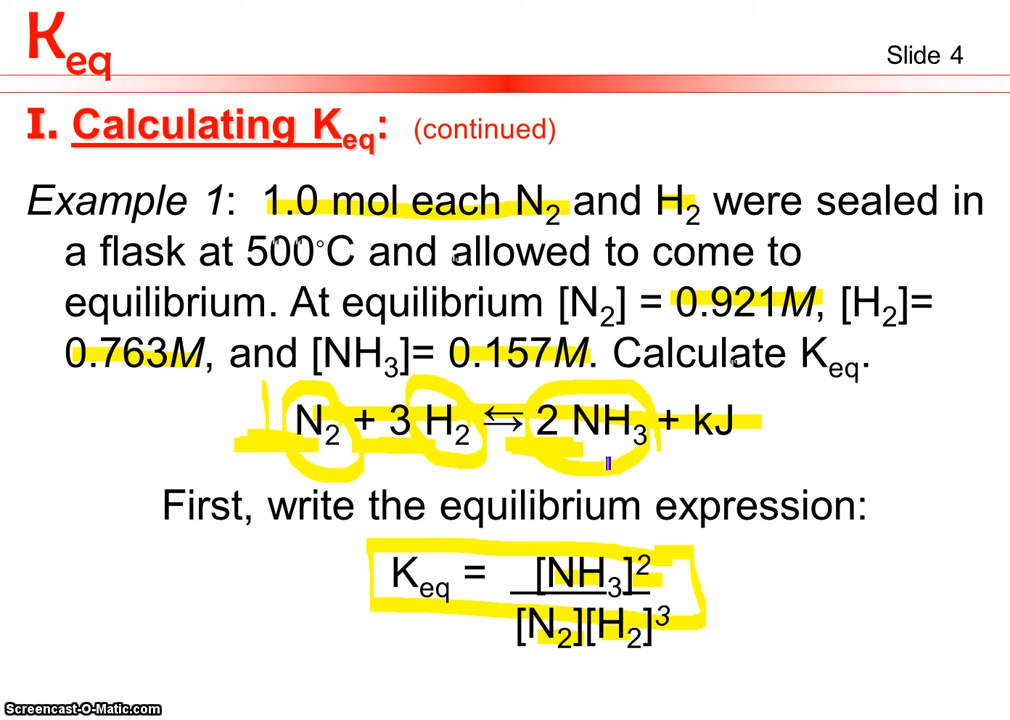 Keq
Slide 4
I. Calculating Keq: (continued)
Example 1: 1.0 mol each N2 and H2 were sealed in
a flask at 500°C and allowed to come to
equilibrium. At equilibrium [N2] = 0.921M, [H2]=
0.763M, and [NH3]= 0.157M. Calculate Keq.
1 N2 + 3 H2 ⇆ 2 NH3 + kJ
First, write the equilibrium expression:
Keq = [NH3]2
[N2][H2]3
Screencast-O-Matic.com